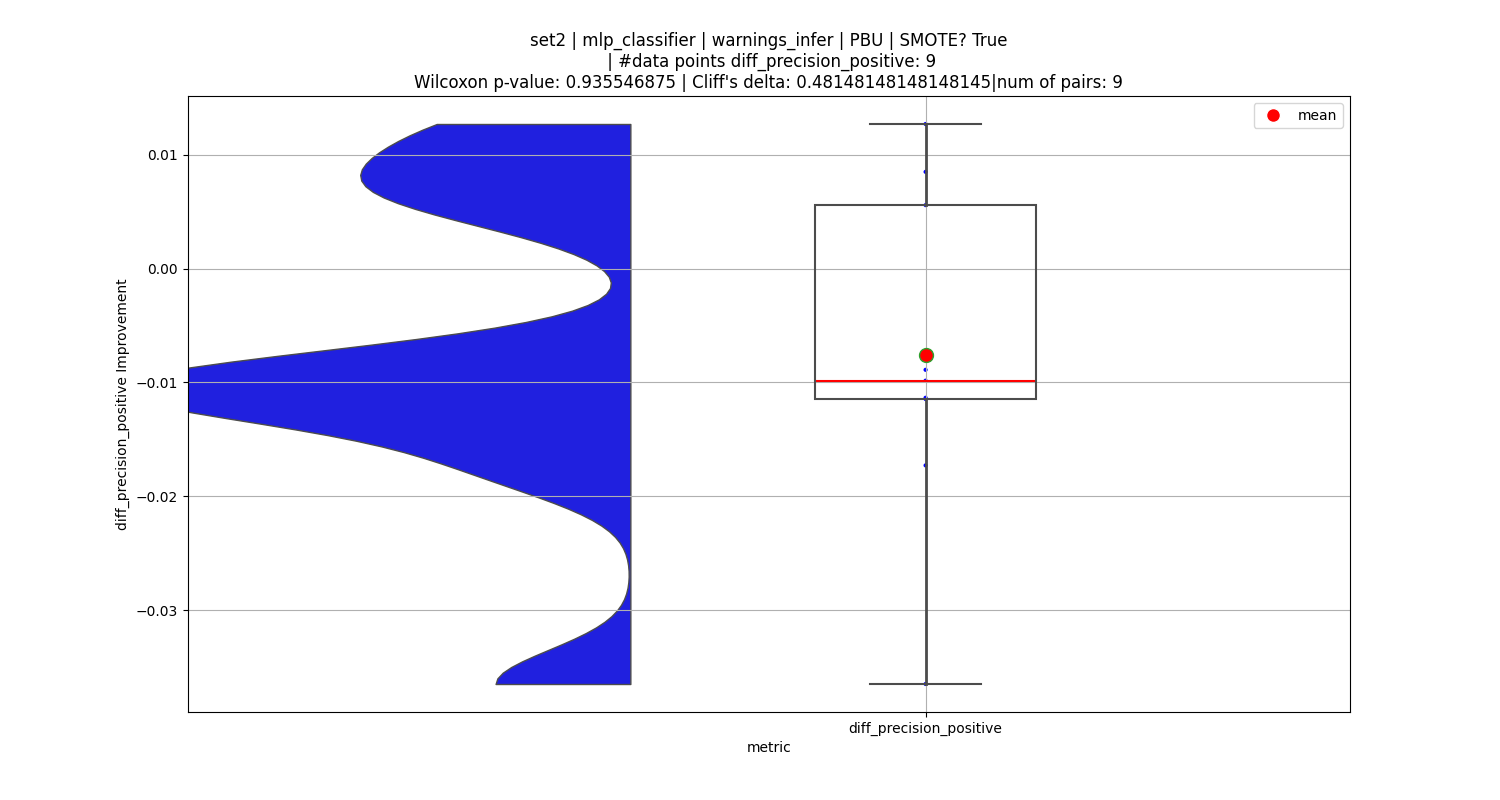 set2 | mlp_classifier | warnings_infer | PBU | SMOTE? True
| #data points diff_precision_positive: 9
Wilcoxon p-value: 0.935546875 | Cliff's delta: 0.48148148148148145|num of pairs: 9
mean
0.01
0.00
−0.01
−0.02
−0.03
diff_precision_positive Improvement
diff_precision_positive
metric